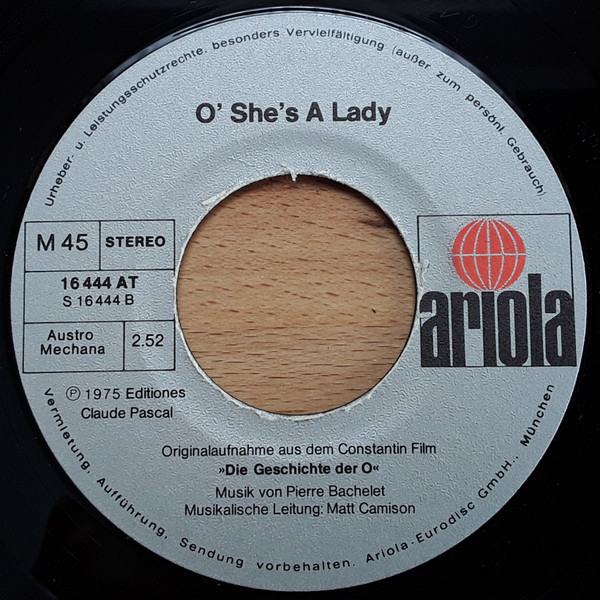 Urheber- u. Leistungsschutzrechte, besonders Vervielfältigung (außer zum persönl. Gebrauch)
O' She's A Lady
M 45
STEREO
16 444 AT
S 16444 B
Austro
Mechana
2.52
ariola
Ⓟ 1975 Editiones
Claude Pascal
Originalaufnahme aus dem Constantin Film
»Die Geschichte der O«
Musik von Pierre Bachelet
Musikalische Leitung: Matt Camison
Vermietung, Aufführung, Sendung vorbehalten. Ariola-Eurodisc GmbH., München